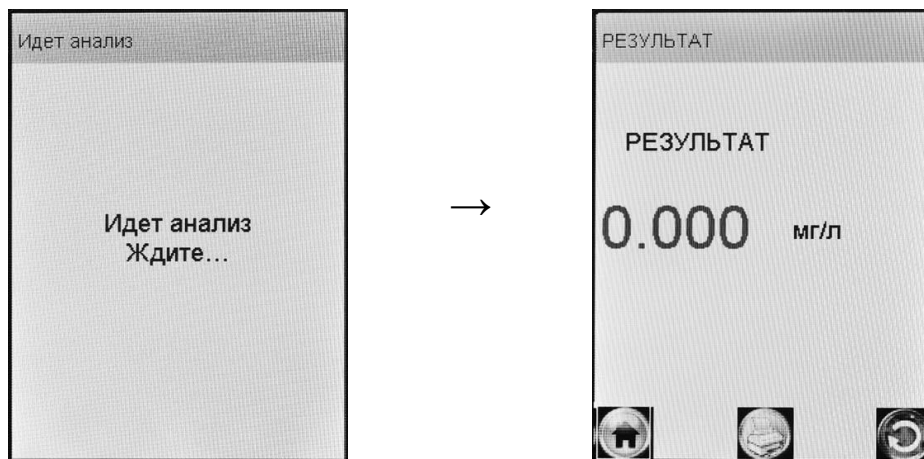 Идет анализ
Идет анализ
Ждите...
→
РЕЗУЛЬТАТ
РЕЗУЛЬТАТ
0.000 мг/л